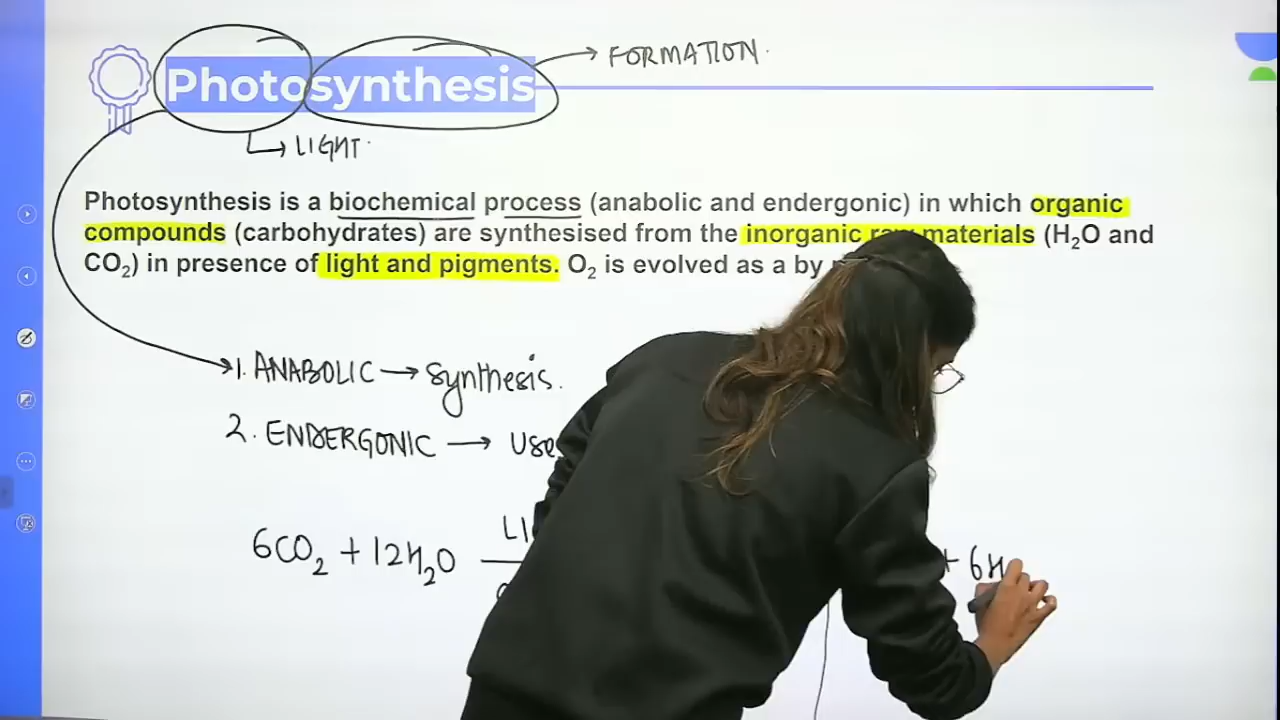 Photosynthesis → FORMATION.
↳ LIGHT.
Photosynthesis is a biochemical process (anabolic and endergonic) in which organic
compounds (carbohydrates) are synthesised from the inorganic materials (H₂O and
CO₂) in presence of light and pigments. O₂ is evolved as a by
1. ANABOLIC → Synthesis.
2. ENDERGONIC → USE
6CO₂ + 12H₂O + 6H